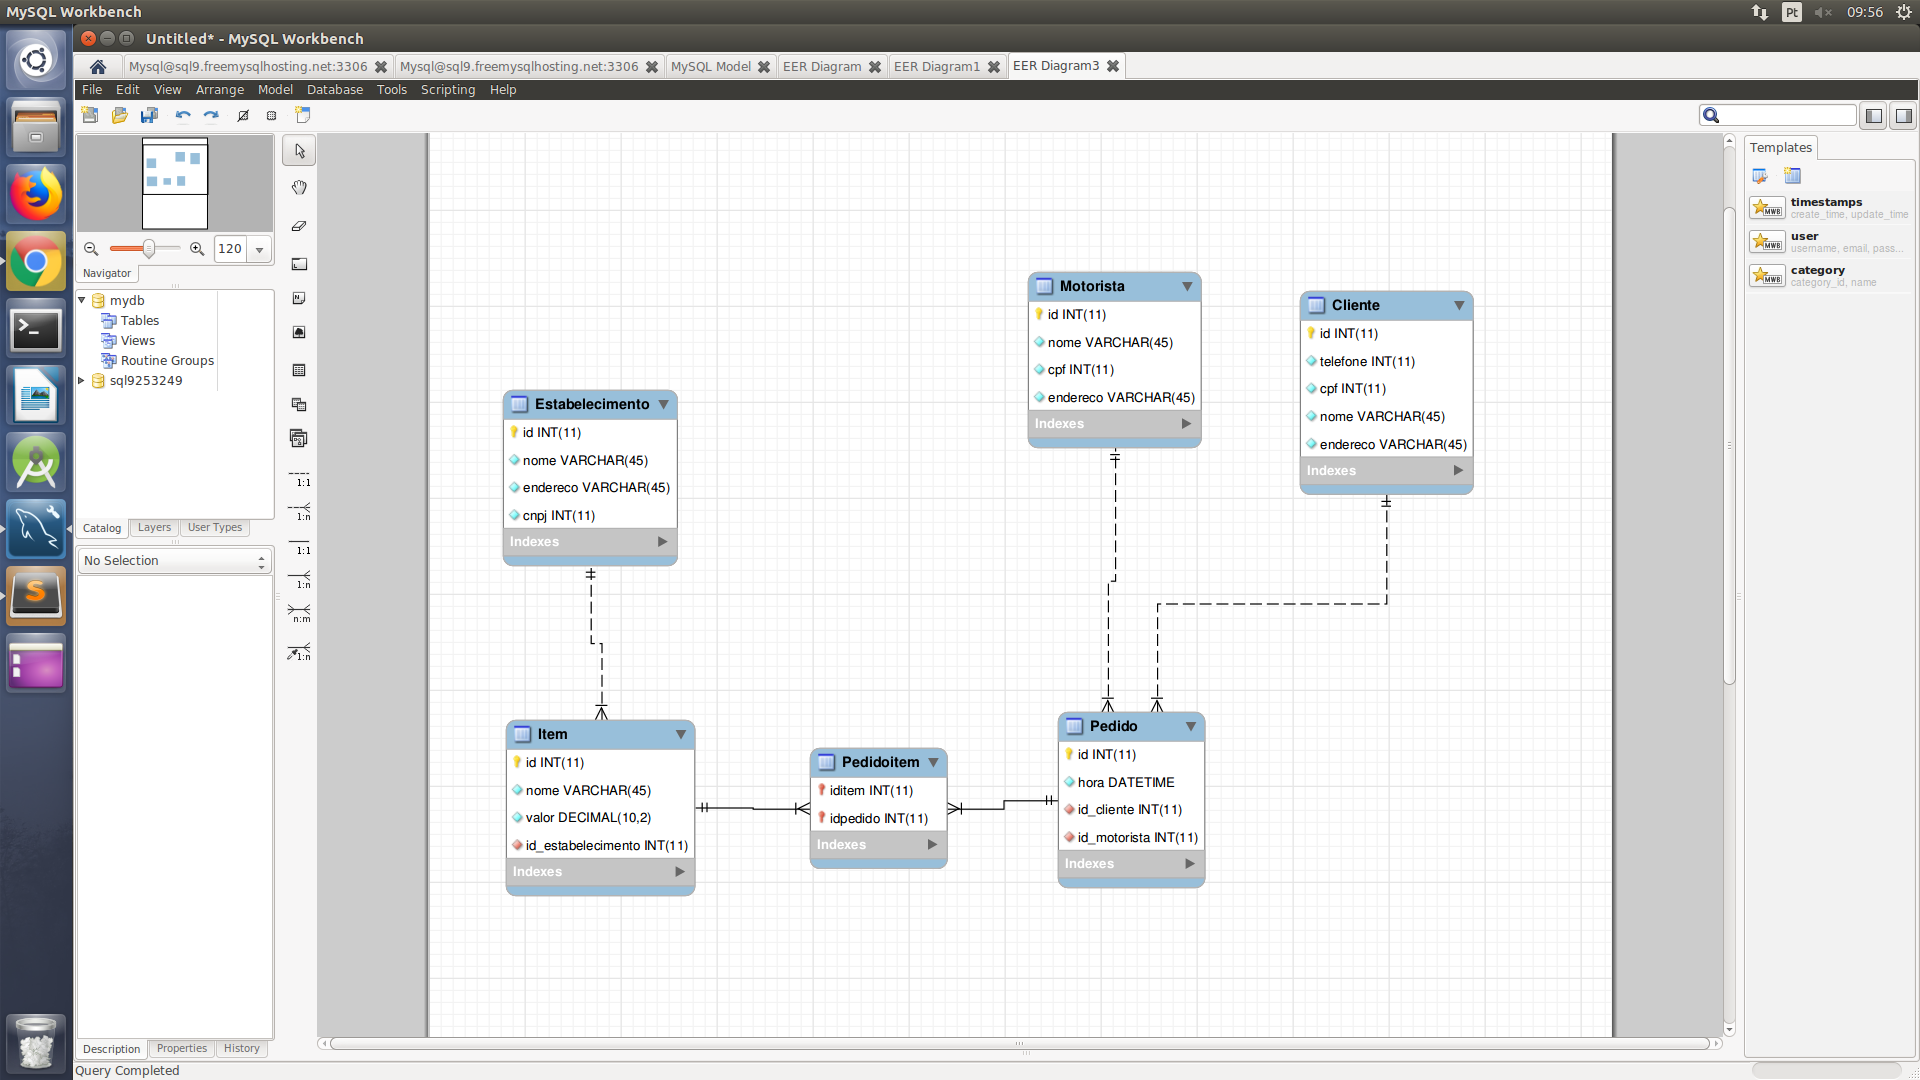 MySQL Workbench
Pt
09:56
Untitled* - MySQL Workbench
Mysql@sql9.freemysqlhosting.net:3306
Mysql@sql9.freemysqlhosting.net:3306
MySQL Model
EER Diagram
EER Diagram1
EER Diagram3
File Edit View Arrange Model Database Tools Scripting Help
120
Navigator
mydb
Tables
Views
Routine Groups
sql9253249
Catalog
Layers
User Types
No Selection
Description
Properties
History
Query Completed
1:1
1:n
1:1
1:n
n:m
1:n
Motorista
id INT(11)
nome VARCHAR(45)
cpf INT(11)
endereco VARCHAR(45)
Indexes
Cliente
id INT(11)
telefone INT(11)
cpf INT(11)
nome VARCHAR(45)
endereco VARCHAR(45)
Indexes
Estabelecimento
id INT(11)
nome VARCHAR(45)
endereco VARCHAR(45)
cnpj INT(11)
Indexes
Item
id INT(11)
nome VARCHAR(45)
valor DECIMAL(10,2)
id_estabelecimento INT(11)
Indexes
Pedidoitem
iditem INT(11)
idpedido INT(11)
Indexes
Pedido
id INT(11)
hora DATETIME
id_cliente INT(11)
id_motorista INT(11)
Indexes
Templates
MWB
timestamps
create_time, update_time
MWB
user
username, email, pass...
MWB
category
category_id, name